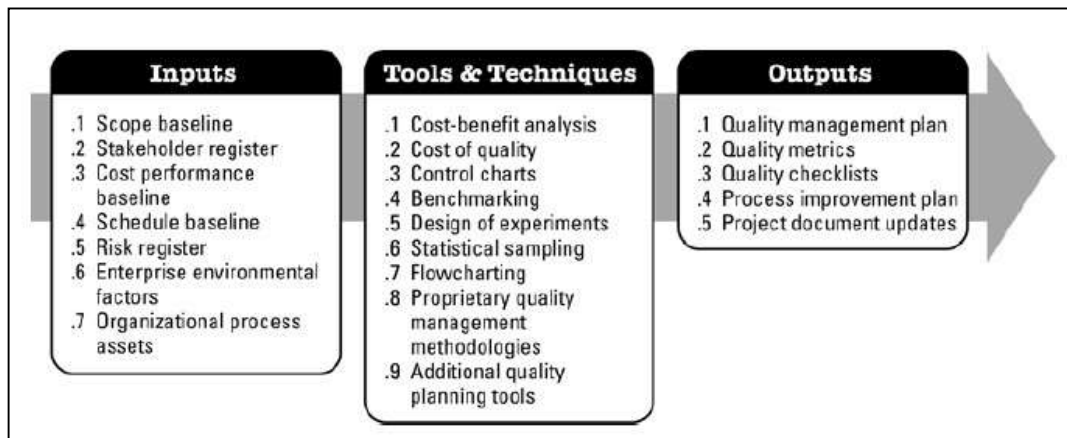 Inputs
.1 Scope baseline
.2 Stakeholder register
.3 Cost performance
baseline
.4 Schedule baseline
.5 Risk register
.6 Enterprise environmental
factors
.7 Organizational process
assets
Tools & Techniques
.1 Cost-benefit analysis
.2 Cost of quality
.3 Control charts
.4 Benchmarking
.5 Design of experiments
.6 Statistical sampling
.7 Flowcharting
.8 Proprietary quality
management
methodologies
.9 Additional quality
planning tools
Outputs
.1 Quality management plan
.2 Quality metrics
.3 Quality checklists
.4 Process improvement plan
.5 Project document updates